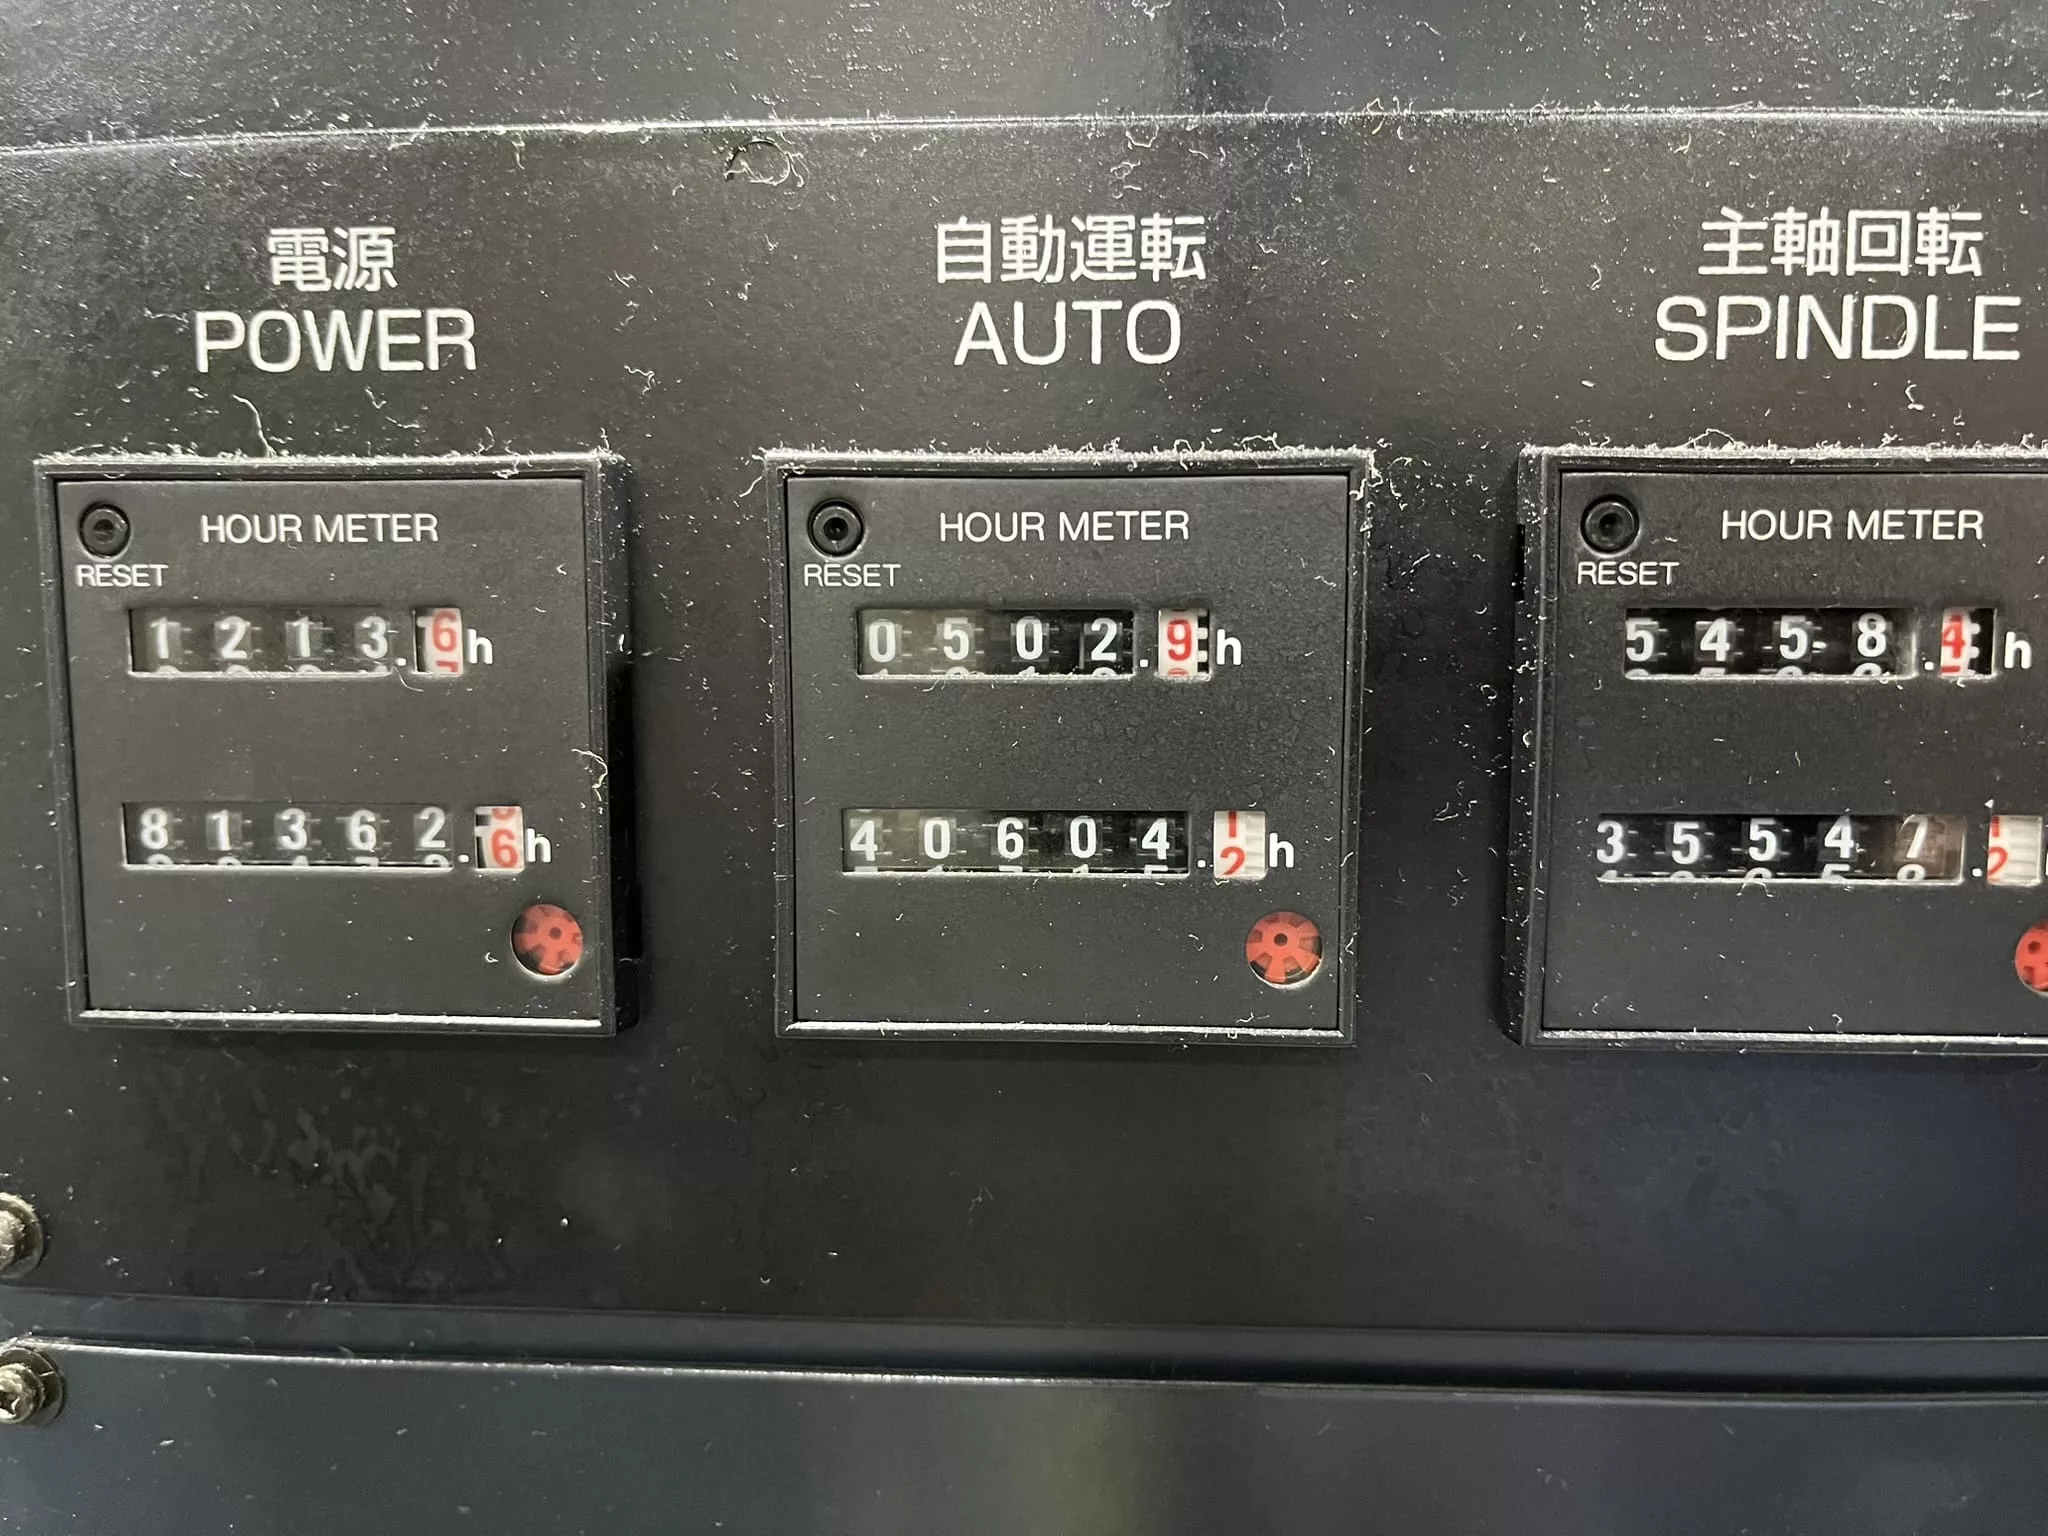 電源
POWER
HOUR METER
RESET
1213.6h
81362.6h
自動運転
AUTO
HOUR METER
RESET
0502.9h
40604.2h
主軸回転
SPINDLE
HOUR METER
RESET
5458.4h
35547.2